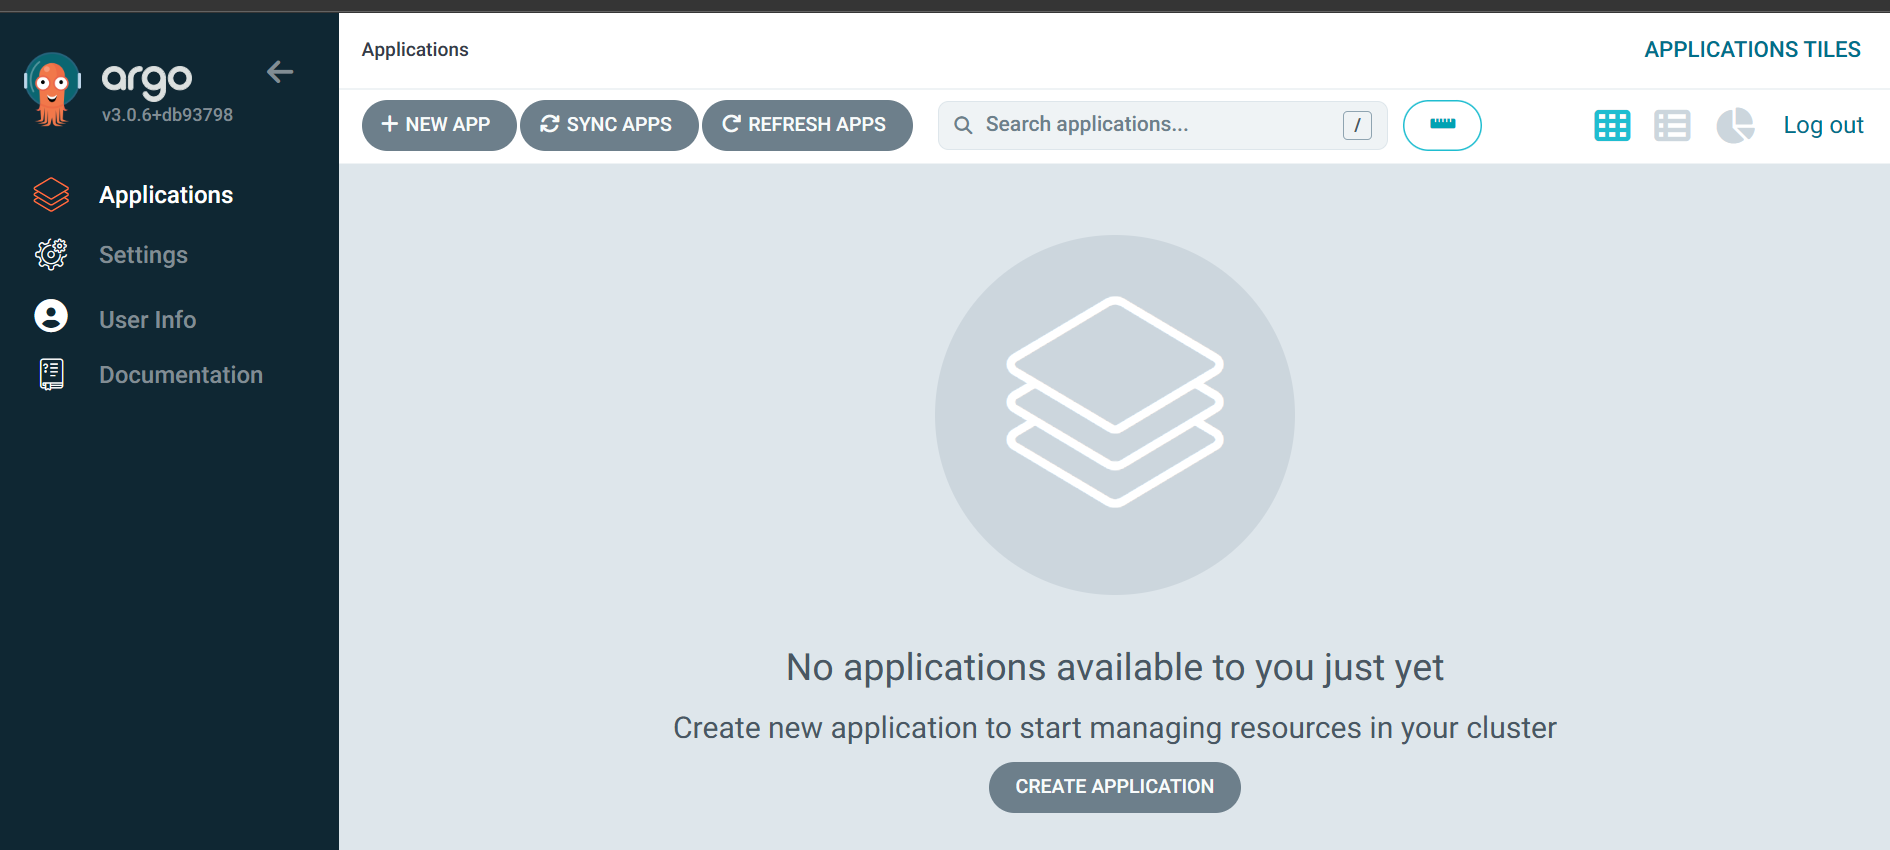 argo
v3.0.6+db93798
Applications
Settings
User Info
Documentation
Applications
APPLICATIONS TILES
+ NEW APP
SYNC APPS
REFRESH APPS
Search applications...
/
Log out
No applications available to you just yet
Create new application to start managing resources in your cluster
CREATE APPLICATION